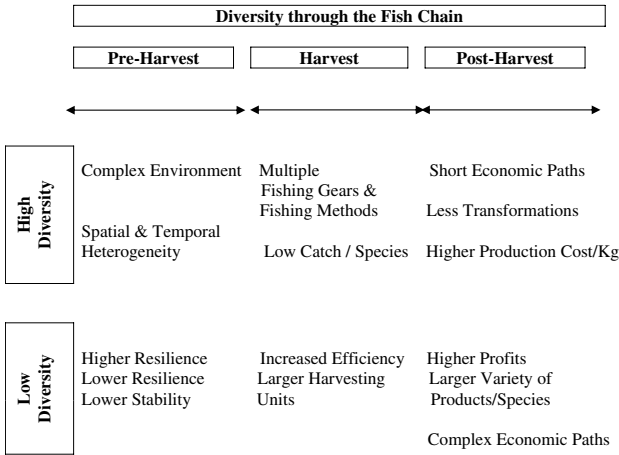 Diversity through the Fish Chain
Pre-Harvest
Harvest
Post-Harvest
High
Diversity
Complex Environment
Spatial & Temporal
Heterogeneity
Multiple
Fishing Gears &
Fishing Methods
Low Catch / Species
Short Economic Paths
Less Transformations
Higher Production Cost/Kg
Low
Diversity
Higher Resilience
Lower Resilience
Lower Stability
Increased Efficiency
Larger Harvesting
Units
Higher Profits
Larger Variety of
Products/Species
Complex Economic Paths